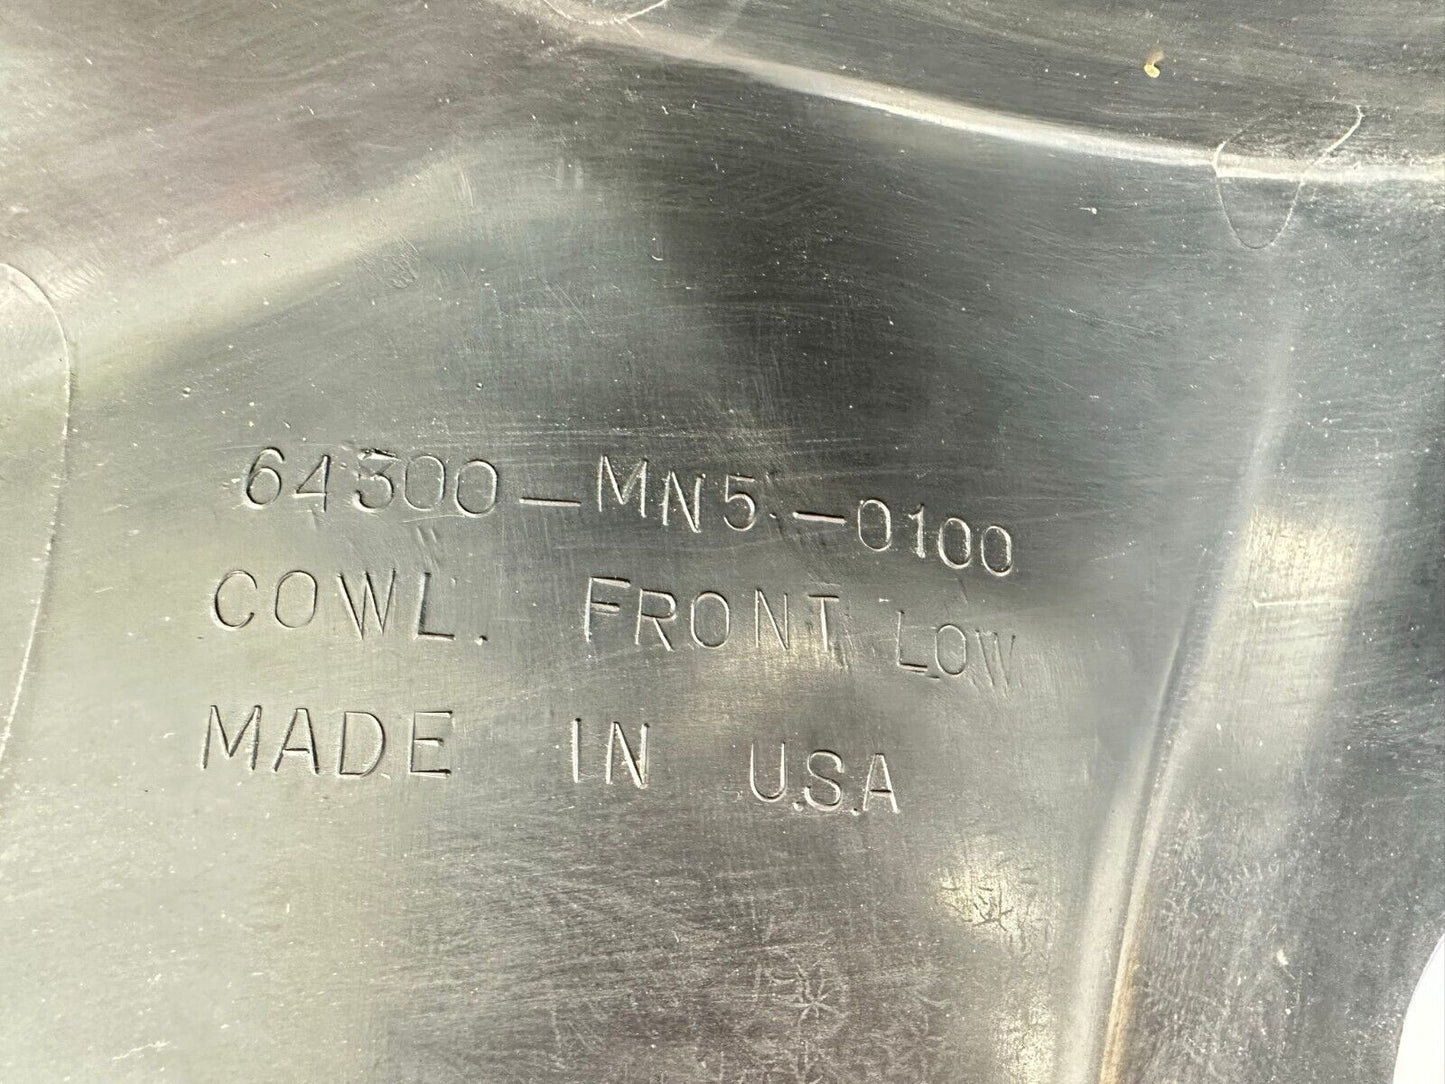 64300-MN5-0100
COWL. FRONT LOW
MADE IN U.S.A